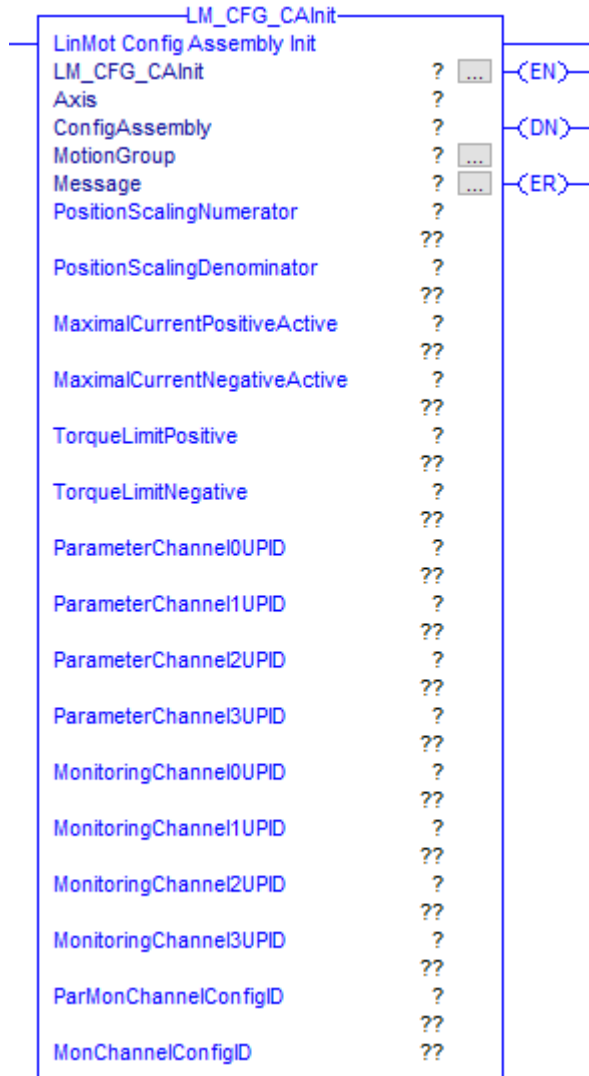 LM_CFG_CAInit
LinMot Config Assembly Init
LM_CFG_CAInit ? ... (EN)
Axis ?
ConfigAssembly ? (DN)
MotionGroup ? ...
Message ? ... (ER)
PositionScalingNumerator ?
??
PositionScalingDenominator ?
??
MaximalCurrentPositiveActive ?
??
MaximalCurrentNegativeActive ?
??
TorqueLimitPositive ?
??
TorqueLimitNegative ?
??
ParameterChannel0UPID ?
??
ParameterChannel1UPID ?
??
ParameterChannel2UPID ?
??
ParameterChannel3UPID ?
??
MonitoringChannel0UPID ?
??
MonitoringChannel1UPID ?
??
MonitoringChannel2UPID ?
??
MonitoringChannel3UPID ?
??
ParMonChannelConfigID ?
??
MonChannelConfigID ??